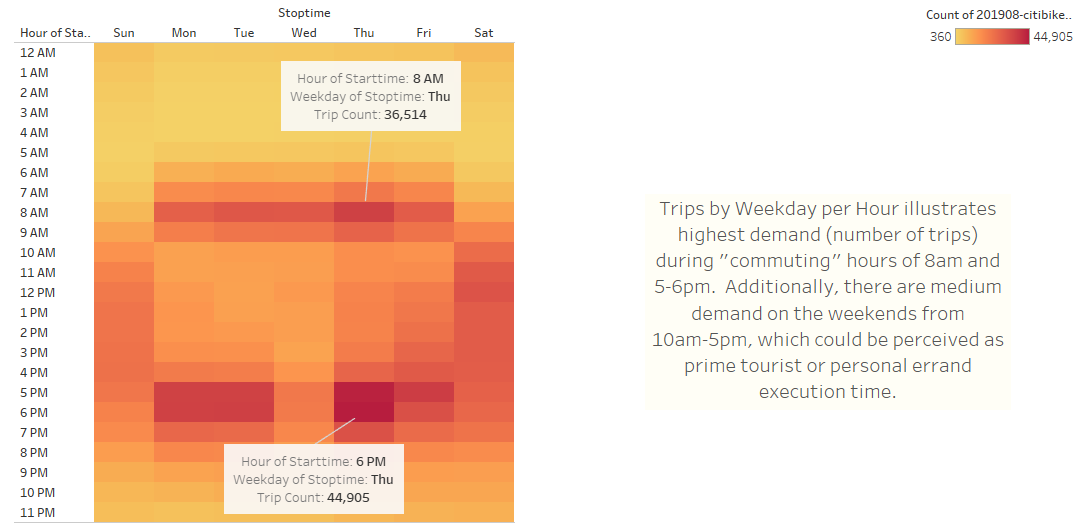 Stoptime
Count of 201908-citibike..
Hour of Sta.. Sun Mon Tue Wed Thu Fri Sat
360 44,905
12 AM
1 AM
2 AM
3 AM
4 AM
5 AM
6 AM
7 AM
8 AM
9 AM
10 AM
11 AM
12 PM
1 PM
2 PM
3 PM
4 PM
5 PM
6 PM
7 PM
8 PM
9 PM
10 PM
11 PM
Hour of Starttime: 8 AM
Weekday of Stoptime: Thu
Trip Count: 36,514
Hour of Starttime: 6 PM
Weekday of Stoptime: Thu
Trip Count: 44,905
Trips by Weekday per Hour illustrates
highest demand (number of trips)
during "commuting" hours of 8am and
5-6pm. Additionally, there are medium
demand on the weekends from
10am-5pm, which could be perceived as
prime tourist or personal errand
execution time.